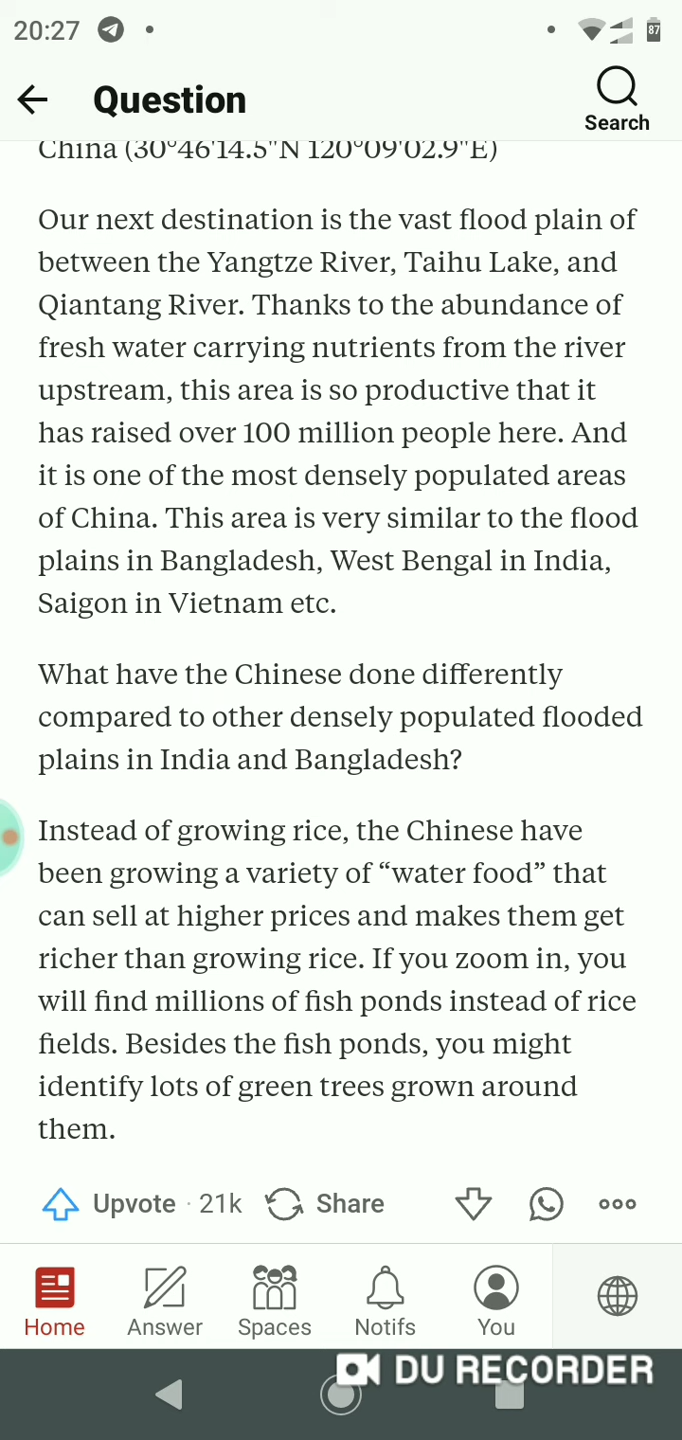 20:27
87
Question
Search
China (30°46'14.5"N 120°09'02.9"E)
Our next destination is the vast flood plain of
between the Yangtze River, Taihu Lake, and
Qiantang River. Thanks to the abundance of
fresh water carrying nutrients from the river
upstream, this area is so productive that it
has raised over 100 million people here. And
it is one of the most densely populated areas
of China. This area is very similar to the flood
plains in Bangladesh, West Bengal in India,
Saigon in Vietnam etc.
What have the Chinese done differently
compared to other densely populated flooded
plains in India and Bangladesh?
Instead of growing rice, the Chinese have
been growing a variety of “water food” that
can sell at higher prices and makes them get
richer than growing rice. If you zoom in, you
will find millions of fish ponds instead of rice
fields. Besides the fish ponds, you might
identify lots of green trees grown around
them.
Upvote · 21k Share
Home Answer Spaces Notifs You
DU RECORDER